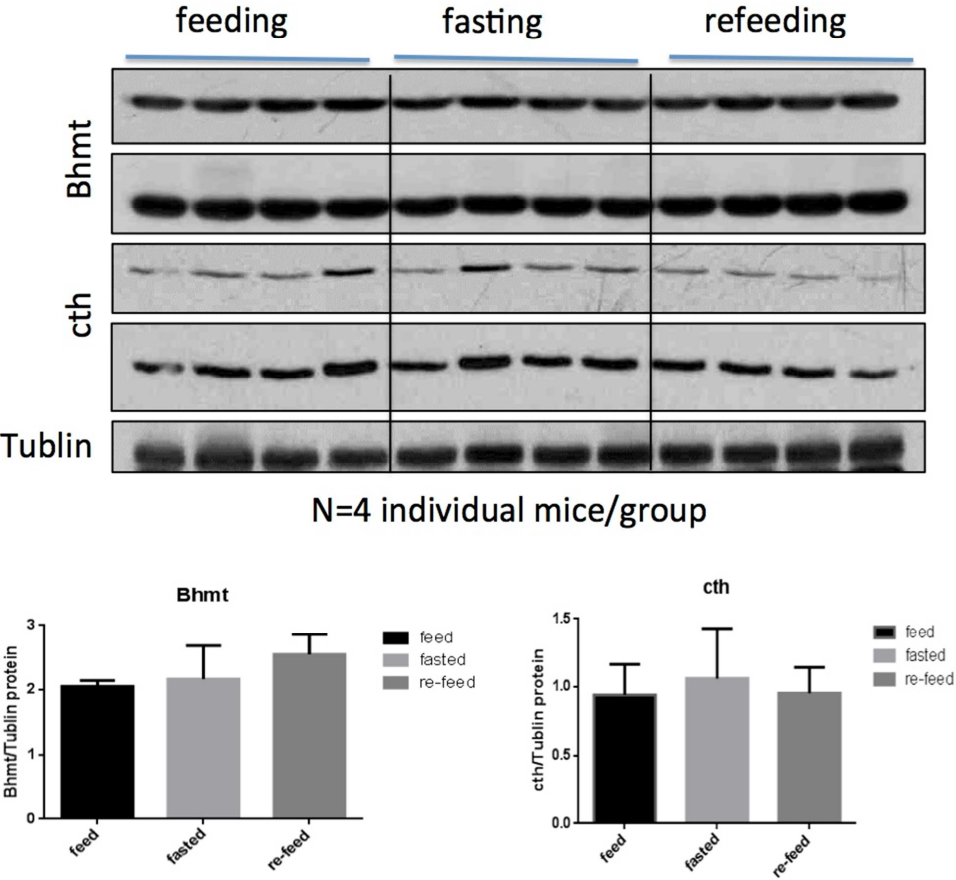 feeding fasting refeeding
Bhmt
cth
Tublin
N=4 individual mice/group
Bhmt
3
2
1
0
Bhmt/Tublin protein
feed
fasted
re-feed
feed
fasted
re-feed
cth
1.5
1.0
0.5
0.0
cth/Tublin protein
feed
fasted
re-feed
feed
fasted
re-feed